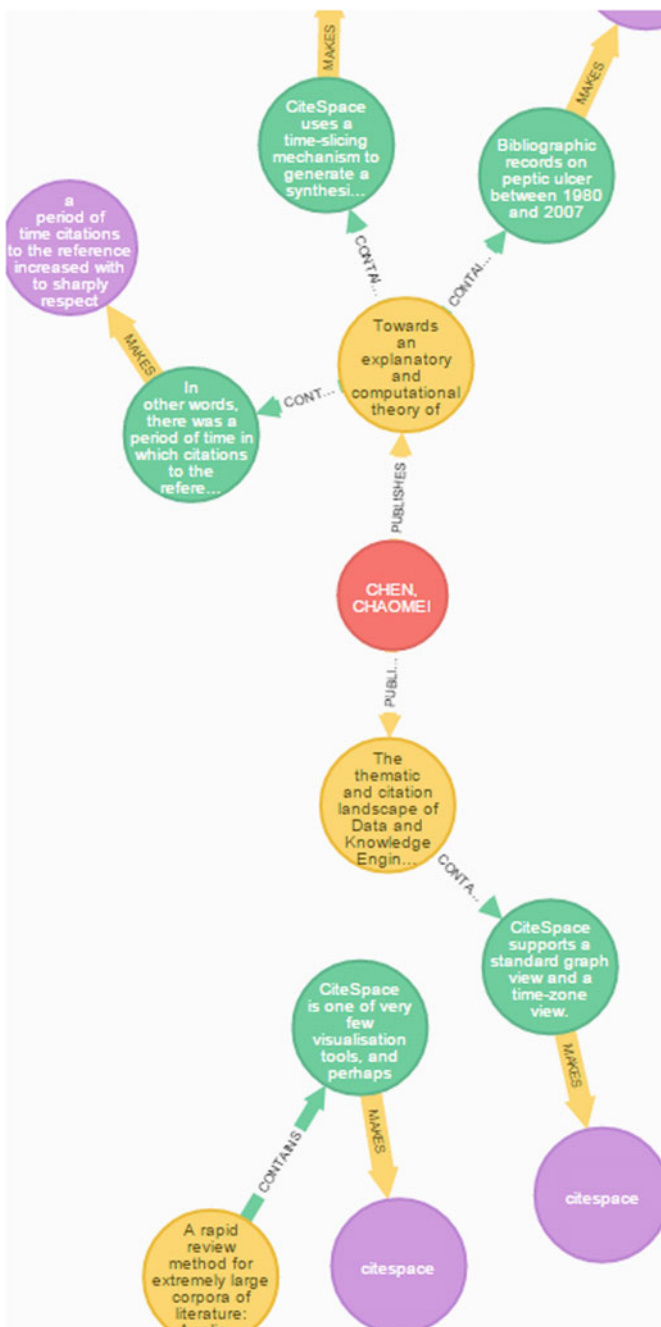 MAKES
MAKES
CiteSpace
uses a
time-slicing
mechanism to
generate a
synthesi...
Bibliographic
records on
peptic ulcer
between 1980
and 2007
a
period of
time citations
to the reference
increased with
to sharply
respect
CONTAI...
CONTAI...
MAKES
Towards
an
explanatory
and
computational
theory of
In
other words,
there was a
period of time in
which citations
to the
refere...
CONT...
PUBLISHES
CHEN,
CHAOMEI
PUBLI...
The
thematic
and citation
landscape of
Data and
Knowledge
Engin...
CONTA...
CiteSpace
supports a
standard graph
view and a
time-zone
view.
CiteSpace
is one of very
few
visualisation
tools, and
perhaps
MAKES
MAKES
CONTAINS
citespace
A rapid
review
method for
extremely large
corpora of
literature:
citespace